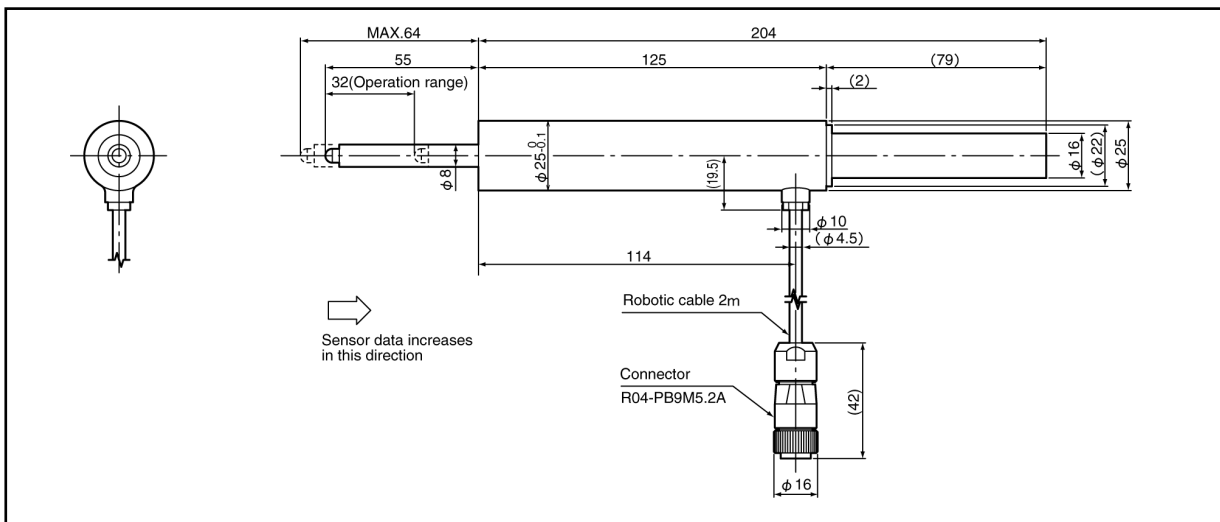 MAX.64
204
55
125
(79)
32(Operation range)
(2)
φ8
φ25 0 -0.1
(19.5)
φ16
(φ22)
φ25
φ10
(φ4.5)
114
Robotic cable 2m
Sensor data increases
in this direction
Connector
R04-PB9M5.2A
(42)
φ16